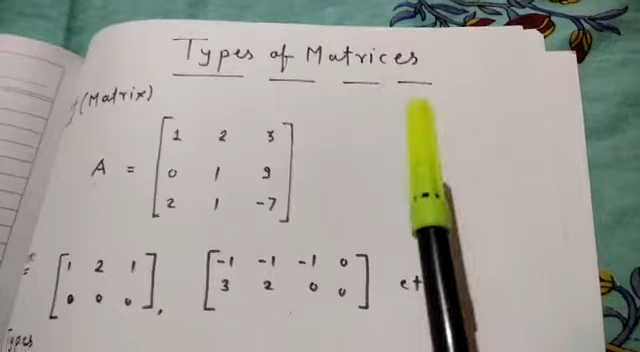 Types of Matrices
(Matrix)
1 2 3
A = 0 1 9
2 1 -7
= 1 2 1 -1 -1 -1 0
0 0 0 , 3 2 0 0
Types